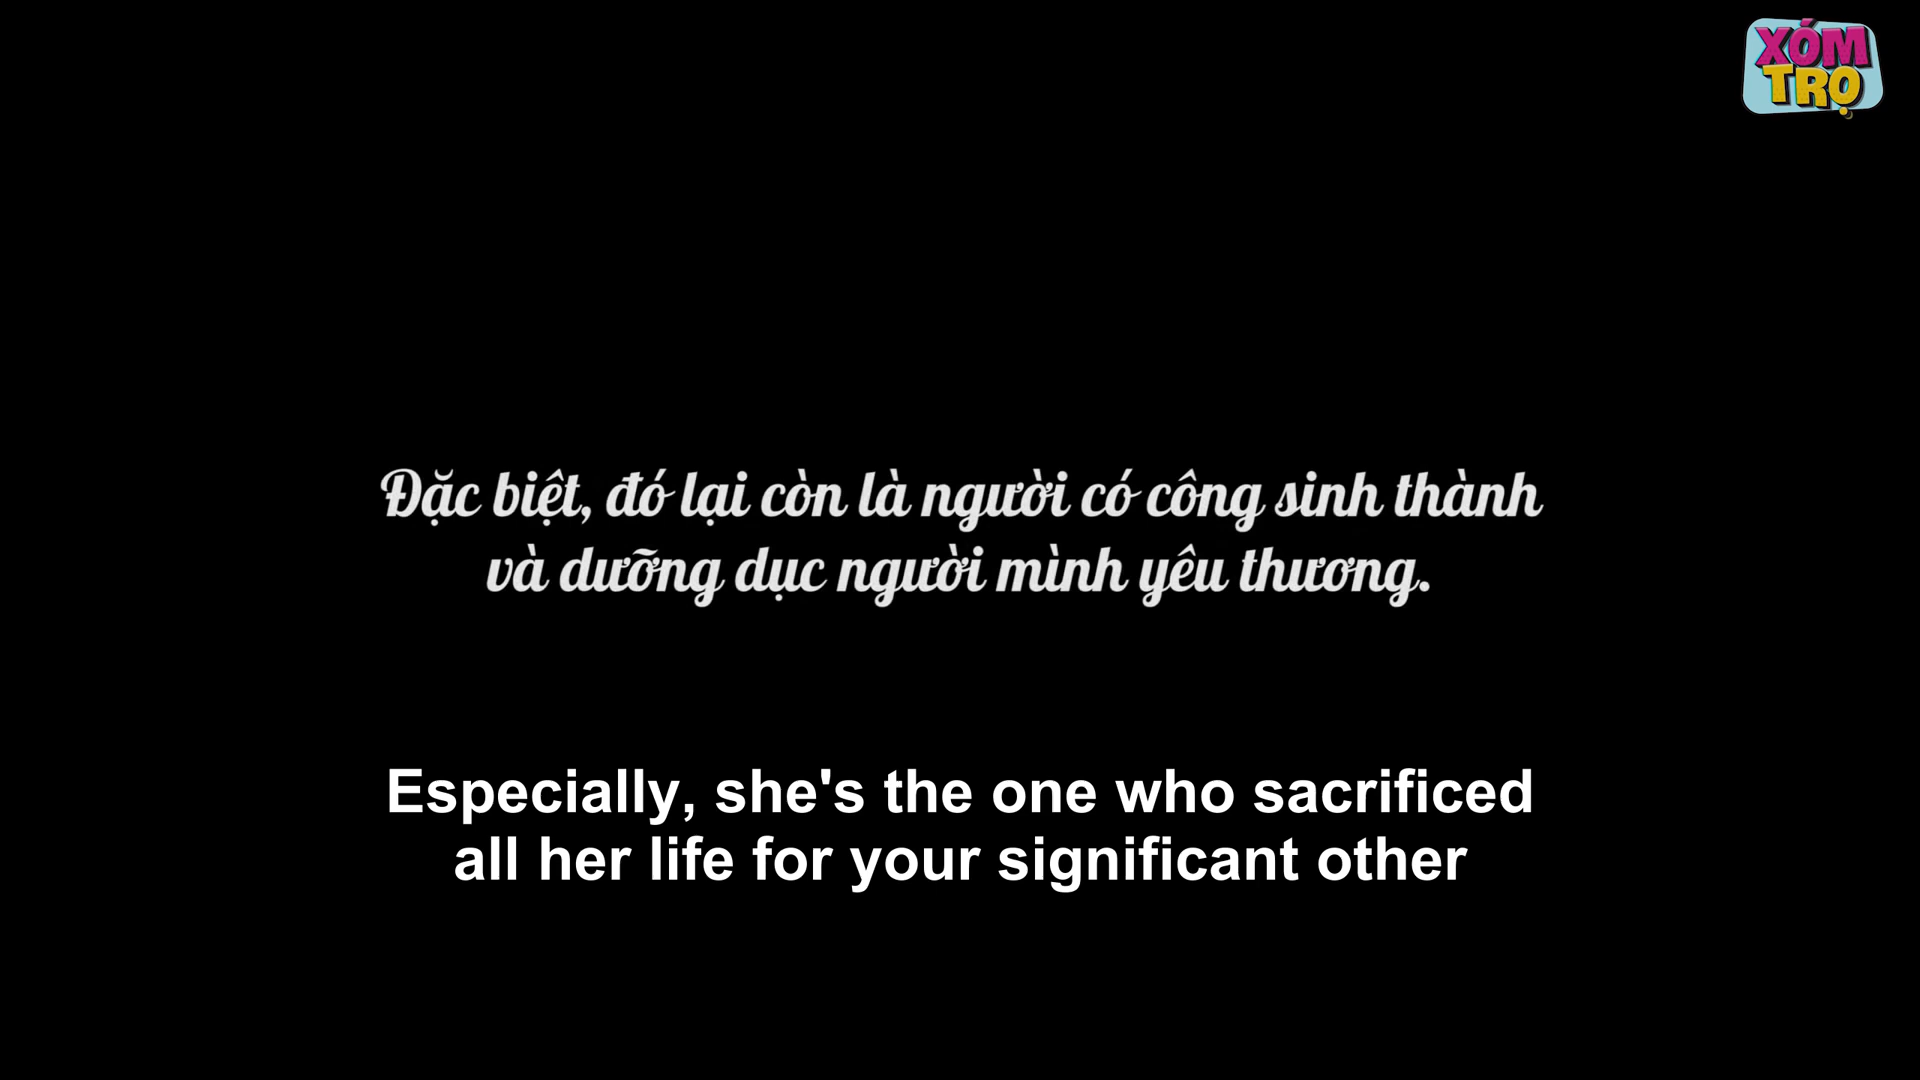 XÓM
TRỌ
Đặc biệt, đó lại còn là người có công sinh thành
và dưỡng dục người mình yêu thương.
Especially, she's the one who sacrificed
all her life for your significant other